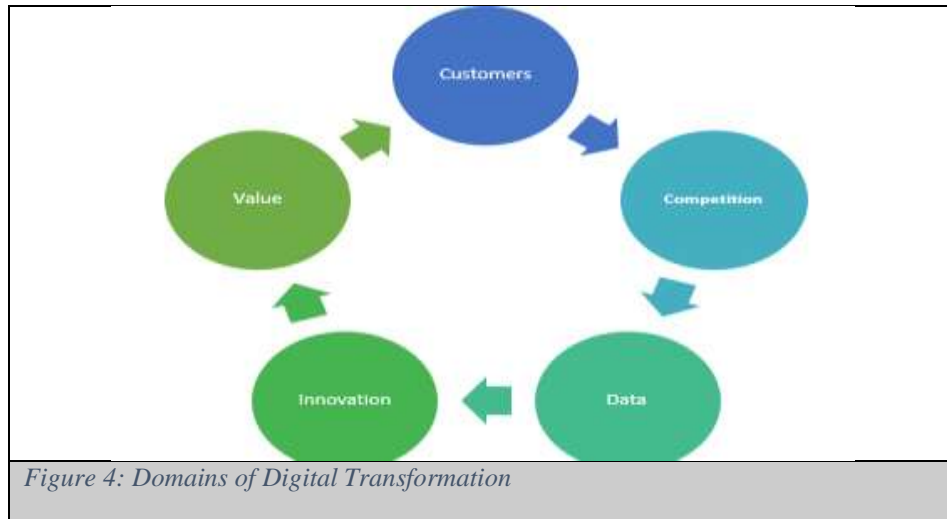 Customers
Competition
Data
Innovation
Value
Figure 4: Domains of Digital Transformation